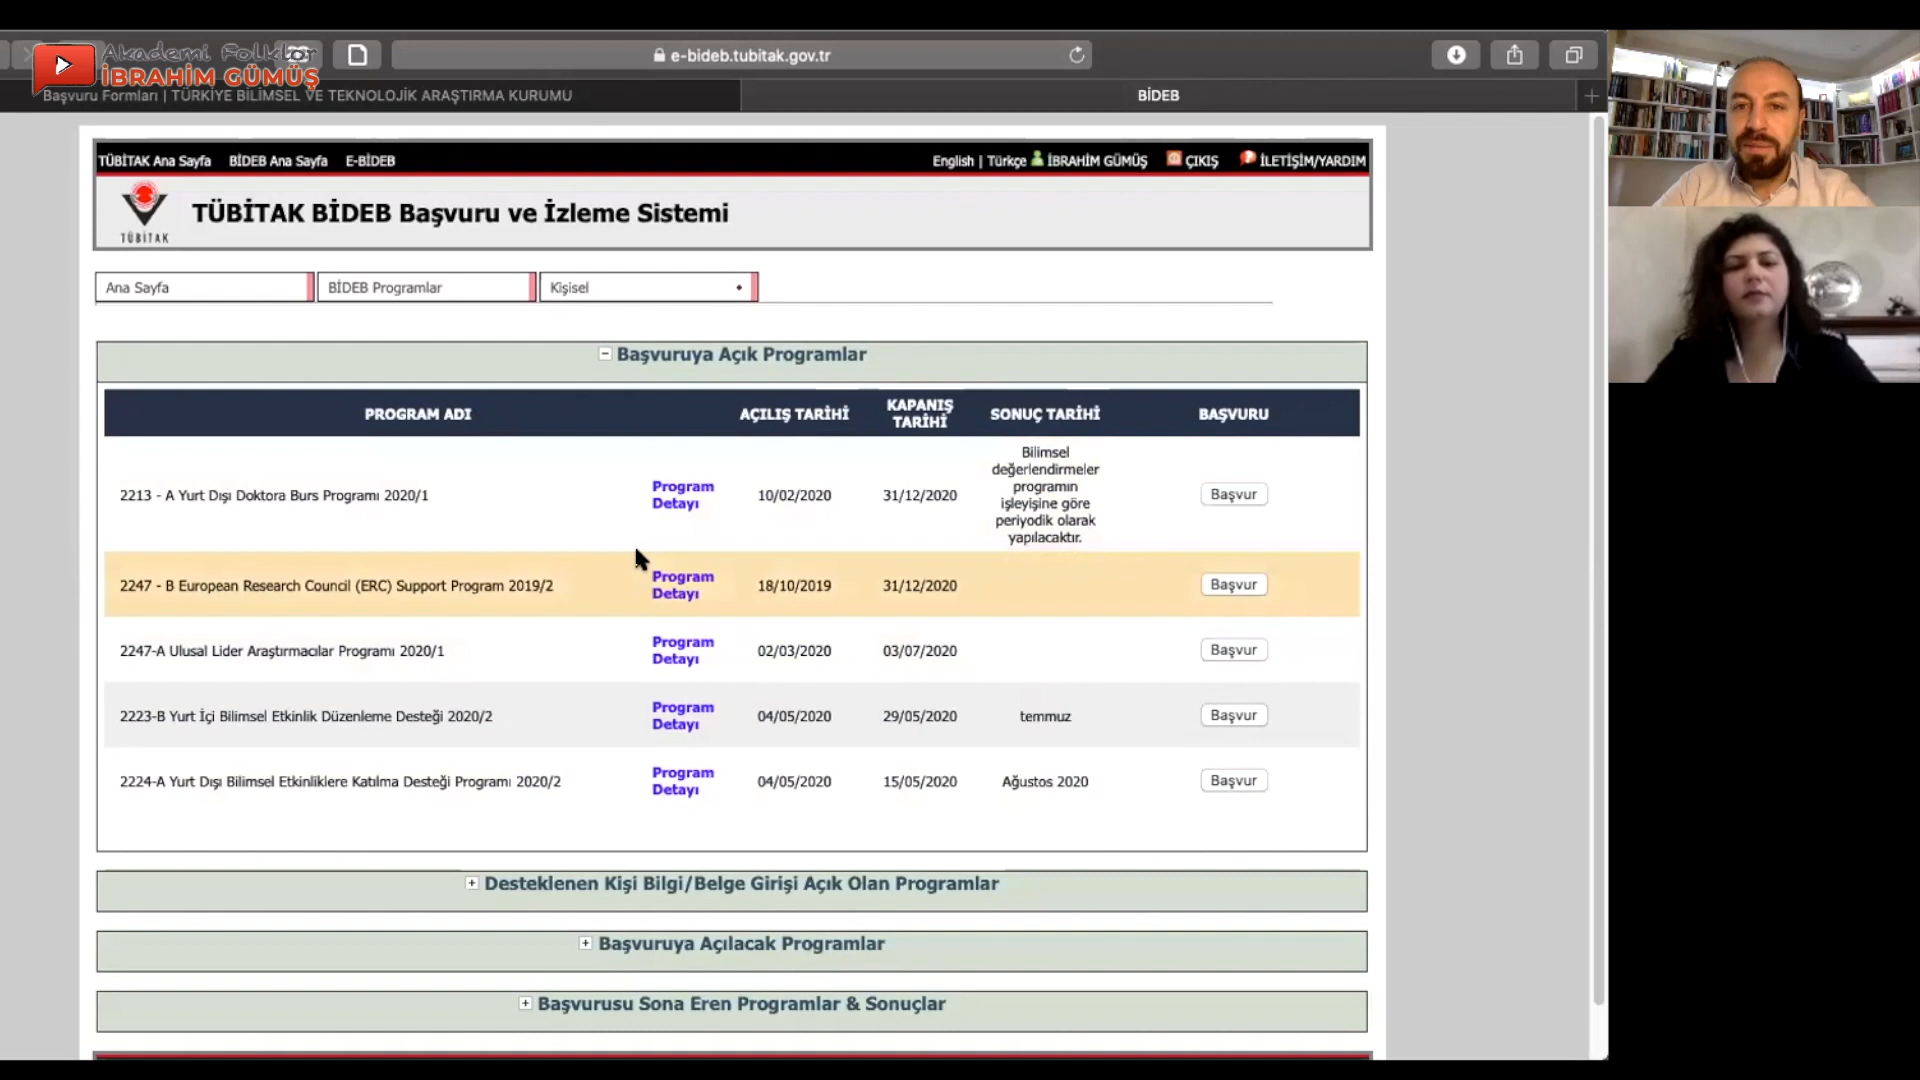 Akademi Folklor
İBRAHİM GÜMÜŞ
e-bideb.tubitak.gov.tr
Başvuru Formları | TÜRKİYE BİLİMSEL VE TEKNOLOJİK ARAŞTIRMA KURUMU
BİDEB
TÜBİTAK Ana Sayfa BİDEB Ana Sayfa E-BİDEB
English | Türkçe İBRAHİM GÜMÜŞ ÇIKIŞ İLETİŞİM/YARDIM
TÜBİTAK
TÜBİTAK BİDEB Başvuru ve İzleme Sistemi
Ana Sayfa
BİDEB Programlar
Kişisel
Başvuruya Açık Programlar
PROGRAM ADI
AÇILIŞ TARİHİ
KAPANIŞ
TARİHİ
SONUÇ TARİHİ
BAŞVURU
2213 - A Yurt Dışı Doktora Burs Programı 2020/1
Program
Detayı
10/02/2020
31/12/2020
Bilimsel
değerlendirmeler
programın
işleyişine göre
periyodik olarak
yapılacaktır.
Başvur
2247 - B European Research Council (ERC) Support Program 2019/2
Program
Detayı
18/10/2019
31/12/2020
Başvur
2247-A Ulusal Lider Araştırmacılar Programı 2020/1
Program
Detayı
02/03/2020
03/07/2020
Başvur
2223-B Yurt İçi Bilimsel Etkinlik Düzenleme Desteği 2020/2
Program
Detayı
04/05/2020
29/05/2020
temmuz
Başvur
2224-A Yurt Dışı Bilimsel Etkinliklere Katılma Desteği Programı 2020/2
Program
Detayı
04/05/2020
15/05/2020
Ağustos 2020
Başvur
Desteklenen Kişi Bilgi/Belge Girişi Açık Olan Programlar
Başvuruya Açılacak Programlar
Başvurusu Sona Eren Programlar & Sonuçlar